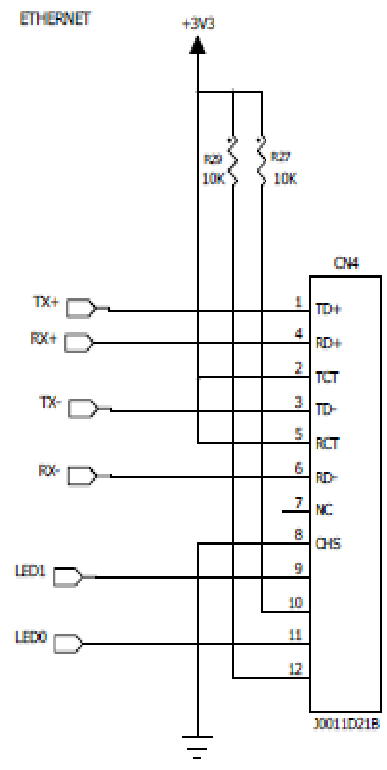 ETHERNET
+3V3
R29
10K
R27
10K
CN4
TX+
1
TD+
RX+
4
RD+
2
TCT
TX-
3
TD-
5
RCT
RX-
6
RD-
7
NC
8
CHS
LED1
9
10
LED0
11
12
J0011D21B